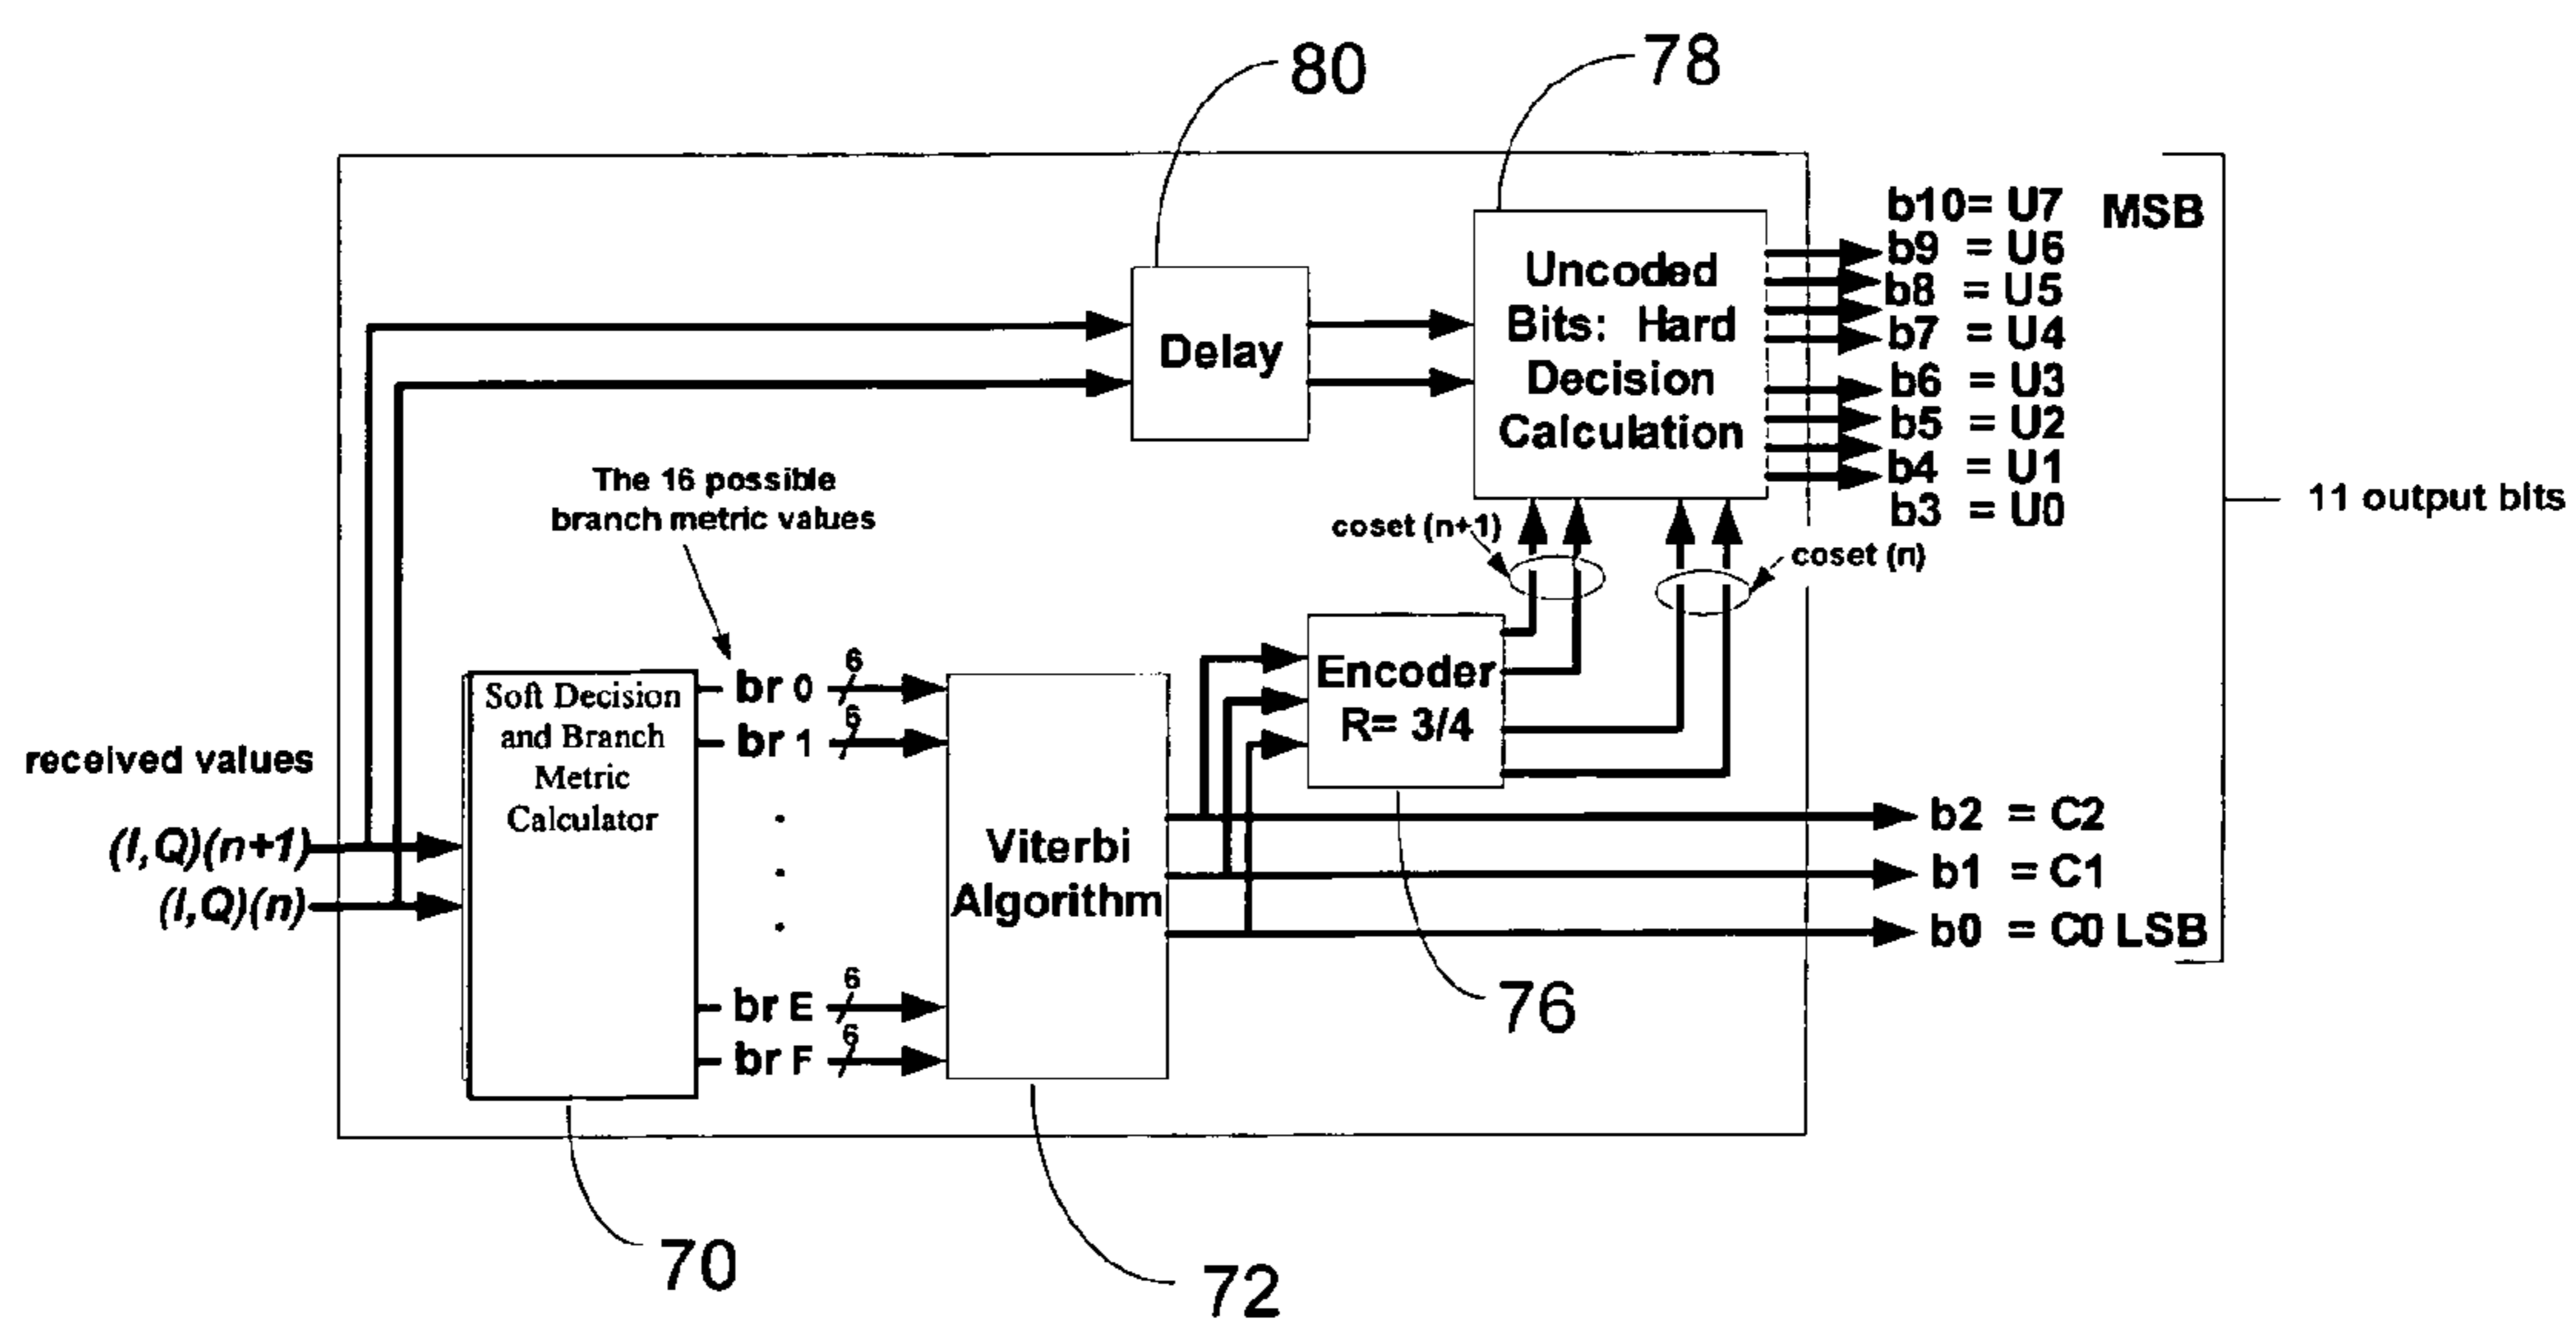 80
78
b10= U7 MSB
b9 = U6
b8 = U5
b7 = U4
b6 = U3
b5 = U2
b4 = U1
b3 = U0
11 output bits
Uncoded
Bits: Hard
Decision
Calculation
Delay
The 16 possible
branch metric values
coset (n+1)
coset (n)
br 0 6
br 1 6
br E 6
br F 6
Soft Decision
and Branch
Metric
Calculator
Encoder
R= 3/4
received values
(I,Q)(n+1)
(I,Q)(n)
Viterbi
Algorithm
b2 = C2
b1 = C1
b0 = C0 LSB
76
70
72